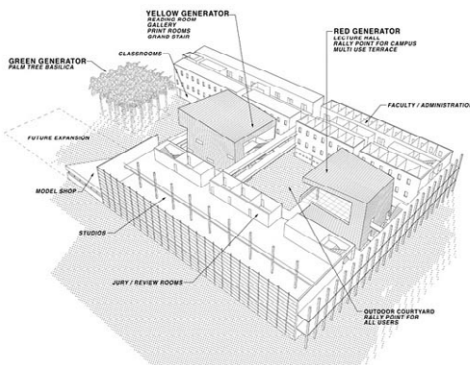 YELLOW GENERATOR
READING ROOM
GALLERY
PRINT ROOMS
GRAND STAIR
RED GENERATOR
LECTURE HALL
RALLY POINT FOR CAMPUS
MULTI USE TERRACE
CLASSROOMS
GREEN GENERATOR
PALM TREE BASILICA
FACULTY / ADMINISTRATION
FUTURE EXPANSION
MODEL SHOP
STUDIOS
JURY / REVIEW ROOMS
OUTDOOR COURTYARD
RALLY POINT FOR
ALL USERS